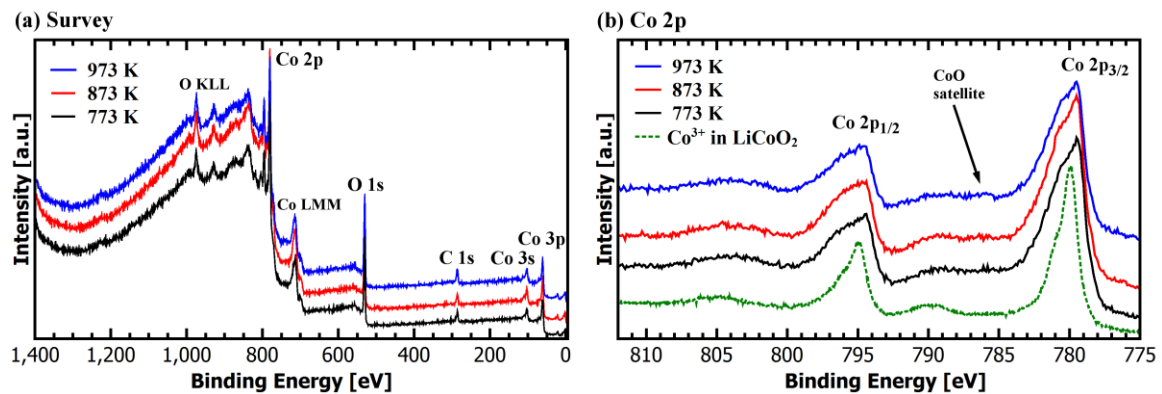 (a) Survey
973 K
873 K
773 K
O KLL
Co 2p
Co LMM
O 1s
C 1s
Co 3s
Co 3p
Intensity [a.u.]
1,400 1,200 1,000 800 600 400 200 0
Binding Energy [eV]
(b) Co 2p
973 K
873 K
773 K
Co³⁺ in LiCoO₂
Co 2p₁/₂
CoO
satellite
Co 2p₃/₂
Intensity [a.u.]
810 805 800 795 790 785 780 775
Binding Energy [eV]